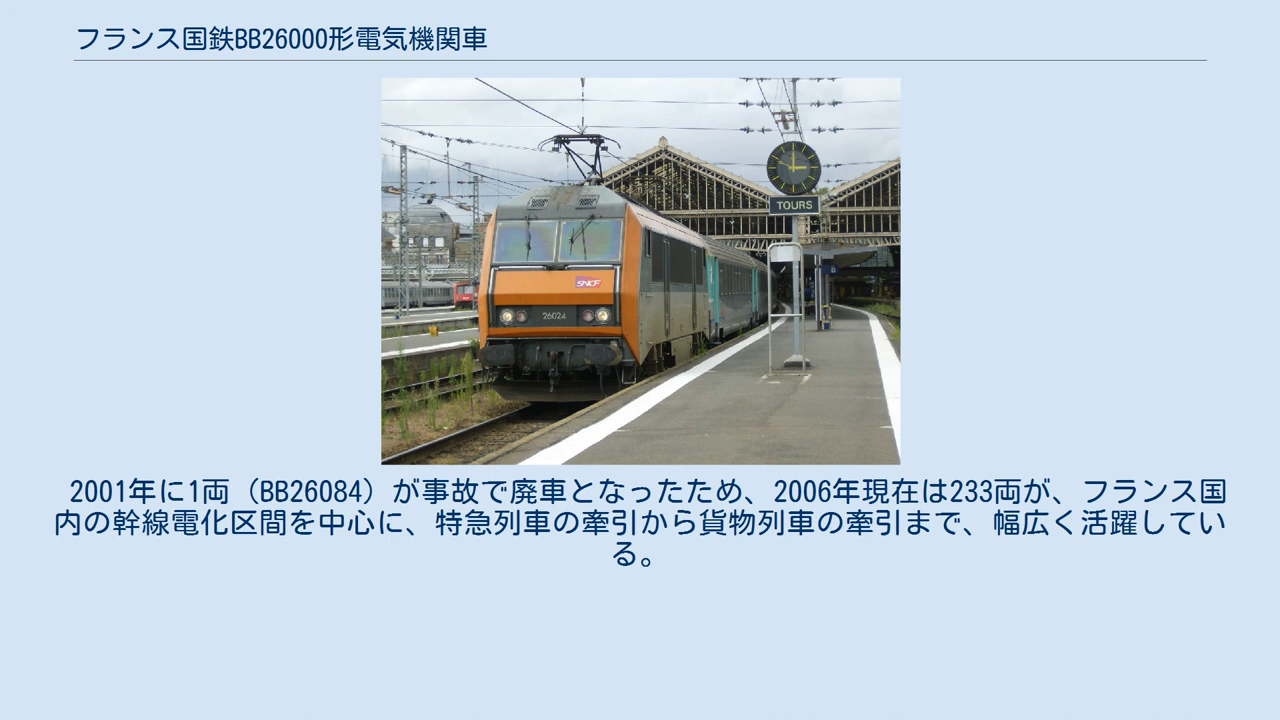 フランス国鉄BB26000形電気機関車
TOURS
SNCF
26024
2001年に1両（BB26084）が事故で廃車となったため、2006年現在は233両が、フランス国
内の幹線電化区間を中心に、特急列車の牽引から貨物列車の牽引まで、幅広く活躍してい
る。